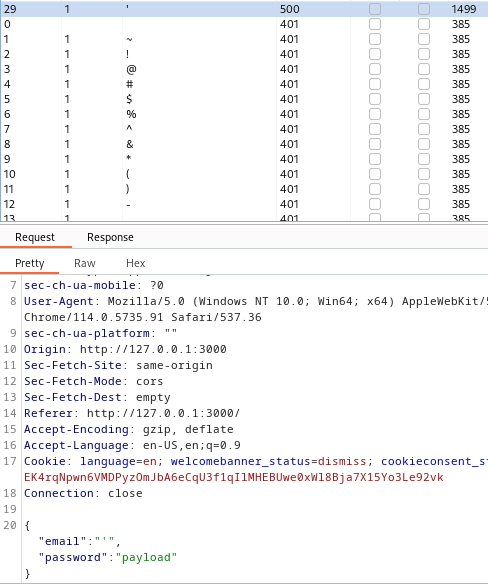 29 1 ' 500 1499
0 401 385
1 1 ~ 401 385
2 1 ! 401 385
3 1 @ 401 385
4 1 # 401 385
5 1 $ 401 385
6 1 % 401 385
7 1 ^ 401 385
8 1 & 401 385
9 1 * 401 385
10 1 ( 401 385
11 1 ) 401 385
12 1 - 401 385
13 1 401 385
Request Response
Pretty Raw Hex
7 sec-ch-ua-mobile: ?0
8 User-Agent: Mozilla/5.0 (Windows NT 10.0; Win64; x64) AppleWebKit/5
Chrome/114.0.5735.91 Safari/537.36
9 sec-ch-ua-platform: ""
10 Origin: http://127.0.0.1:3000
11 Sec-Fetch-Site: same-origin
12 Sec-Fetch-Mode: cors
13 Sec-Fetch-Dest: empty
14 Referer: http://127.0.0.1:3000/
15 Accept-Encoding: gzip, deflate
16 Accept-Language: en-US,en;q=0.9
17 Cookie: language=en; welcomebanner_status=dismiss; cookieconsent_st
EK4rqNpwn6VMDPyzOmJbA6eCqU3f1qIlMHEBUwe0xWl8Bja7X15Yo3Le92vk
18 Connection: close
19
20 {
"email":"'",
"password":"payload"
}